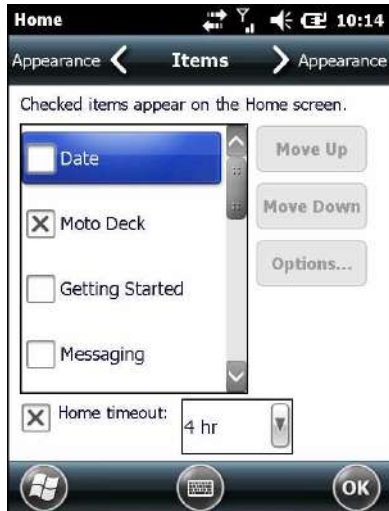 Home 10:14
Appearance Items Appearance
Checked items appear on the Home screen.
Date
Move Up
Moto Deck
Move Down
Getting Started
Options...
Messaging
Home timeout: 4 hr
OK